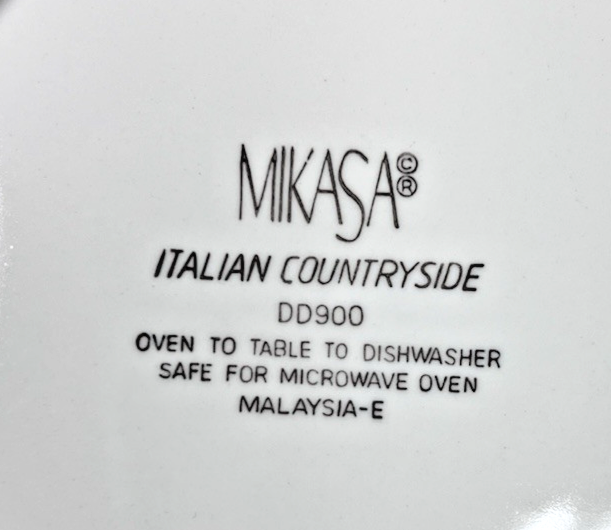 MIKASA©®
ITALIAN COUNTRYSIDE
DD900
OVEN TO TABLE TO DISHWASHER
SAFE FOR MICROWAVE OVEN
MALAYSIA-E